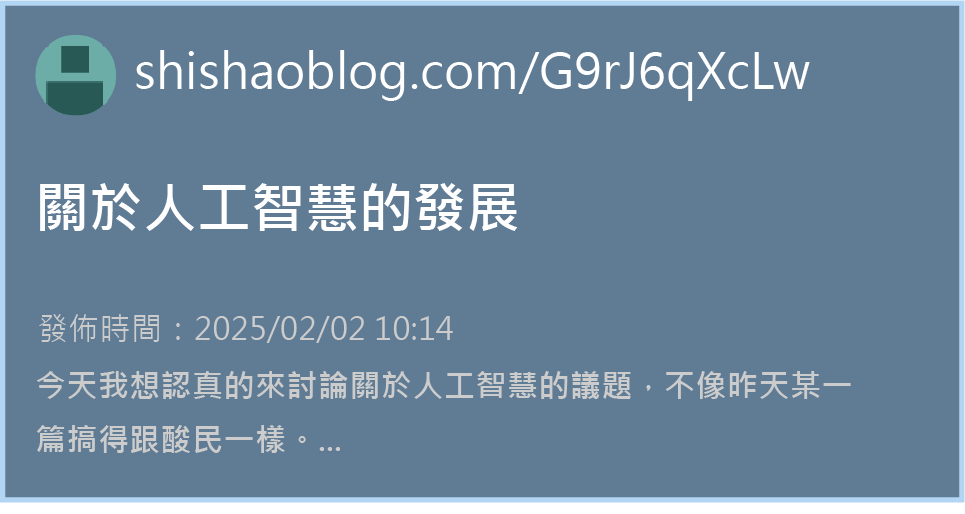 shishaoblog.com/G9rJ6qXcLw
關於人工智慧的發展
發佈時間：2025/02/02 10:14
今天我想認真的來討論關於人工智慧的議題，不像昨天某一
篇搞得跟酸民一樣。...